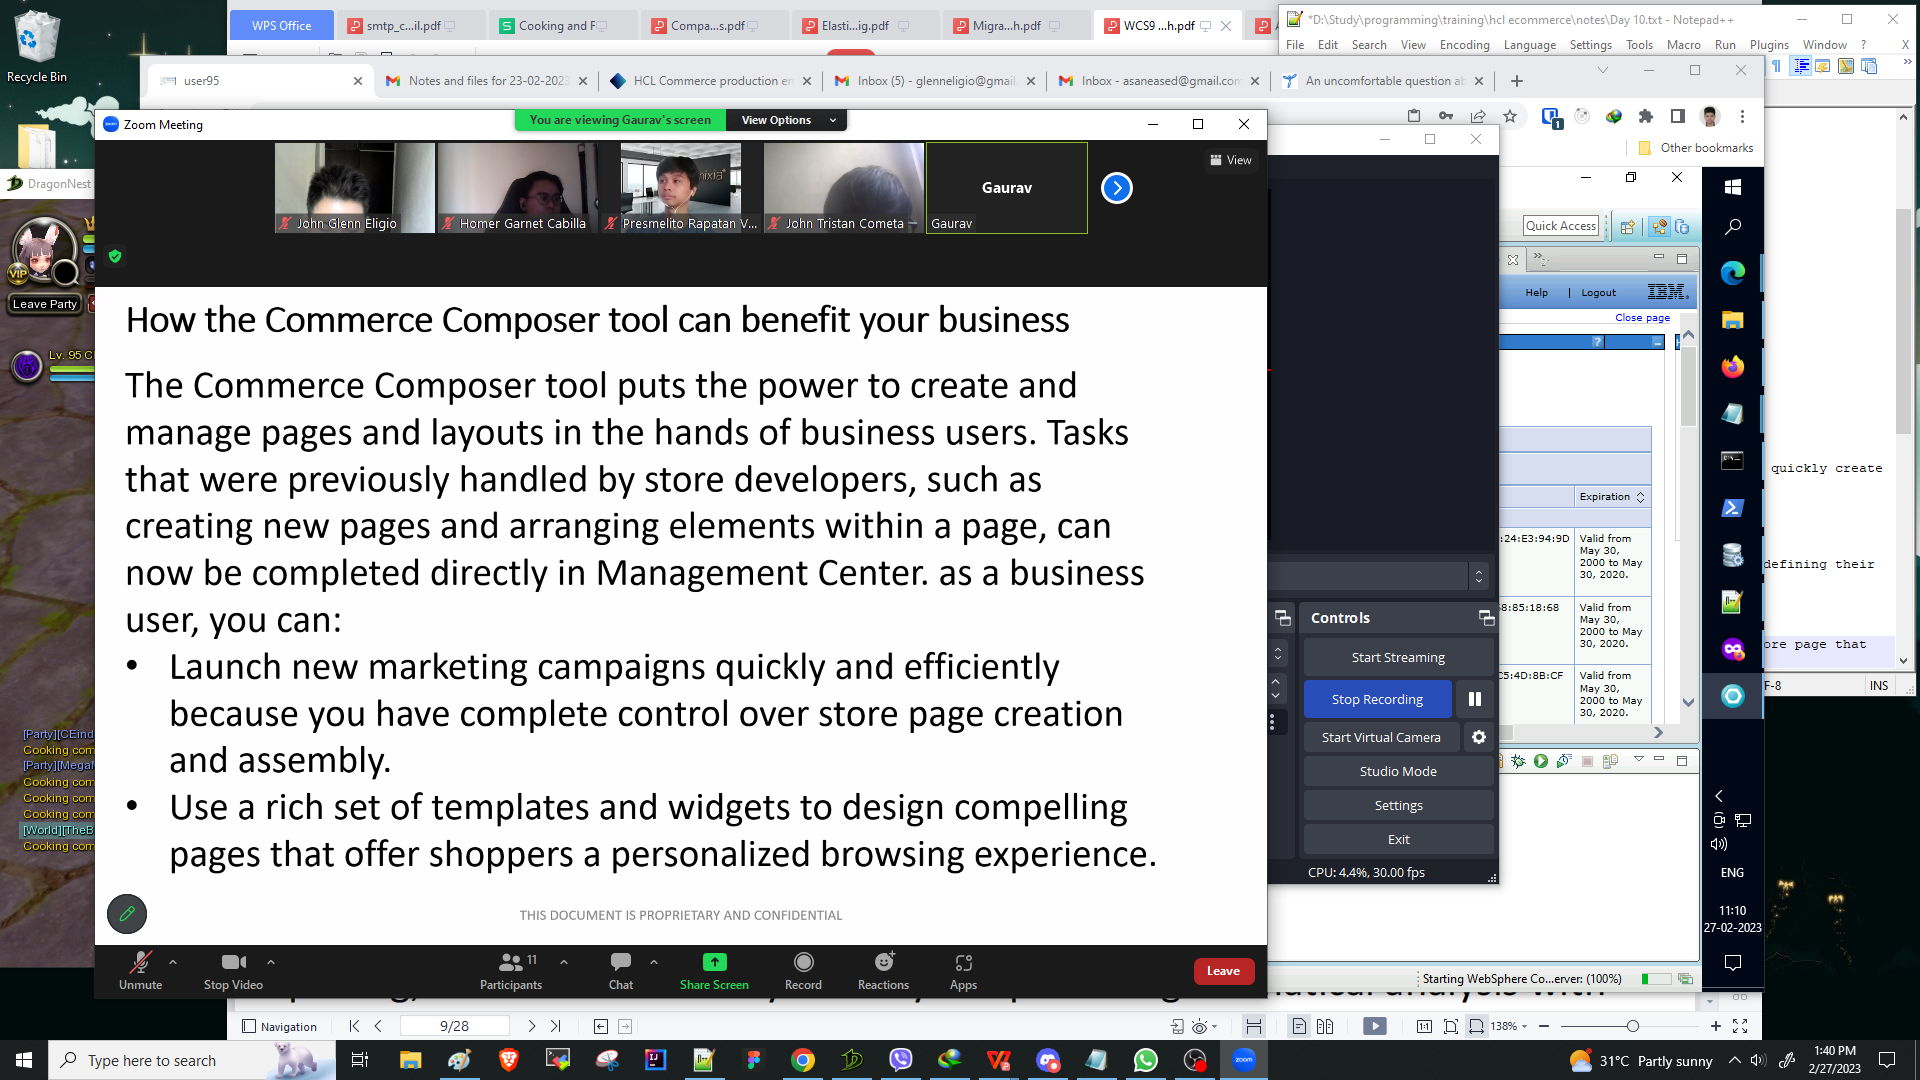 WPS Office
smtp_c...il.pdf
Cooking and F
Compa...s.pdf
Elasti...ig.pdf
Migra...h.pdf
WCS9 ...h.pdf
*D:\Study\programming\training\hcl ecommerce\notes\Day 10.txt - Notepad++
File Edit Search View Encoding Language Settings Tools Macro Run Plugins Window ? X
Recycle Bin
user95
Notes and files for 23-02-2023
HCL Commerce production en
Inbox (5) - glenneligio@gmail.
Inbox - asaneased@gmail.com
An uncomfortable question ab
Zoom Meeting
You are viewing Gaurav's screen
View Options
Other bookmarks
View
DragonNest
VIP
Leave Party
Lv. 95
John Glenn Eligio
Homer Garnet Cabilla
Presmelito Rapatan V...
John Tristan Cometa
Gaurav
Gaurav
Quick Access
Help | Logout IBM.
Close page
How the Commerce Composer tool can benefit your business
The Commerce Composer tool puts the power to create and
manage pages and layouts in the hands of business users. Tasks
that were previously handled by store developers, such as
creating new pages and arranging elements within a page, can
now be completed directly in Management Center. as a business
user, you can:
• Launch new marketing campaigns quickly and efficiently
because you have complete control over store page creation
and assembly.
• Use a rich set of templates and widgets to design compelling
pages that offer shoppers a personalized browsing experience.
THIS DOCUMENT IS PROPRIETARY AND CONFIDENTIAL
[Party][CEind
Cooking com
[Party][MegaM
Cooking com
Cooking com
Cooking com
[World][TheB
Cooking com
Expiration
:24:E3:94:9D
Valid from
May 30,
2000 to May
30, 2020.
8:85:18:68
Valid from
May 30,
2000 to May
30, 2020.
C5:4D:8B:CF
Valid from
May 30,
2000 to May
30, 2020.
quickly create
defining their
ore page that
F-8 INS
Controls
Start Streaming
Stop Recording
Start Virtual Camera
Studio Mode
Settings
Exit
CPU: 4.4%, 30.00 fps
ENG
11:10
27-02-2023
Starting WebSphere Co...erver: (100%)
Unmute
Stop Video
11
Participants
Chat
Share Screen
Record
Reactions
Apps
Leave
Navigation
9/28
138%
Type here to search
31°C Partly sunny
1:40 PM
2/27/2023